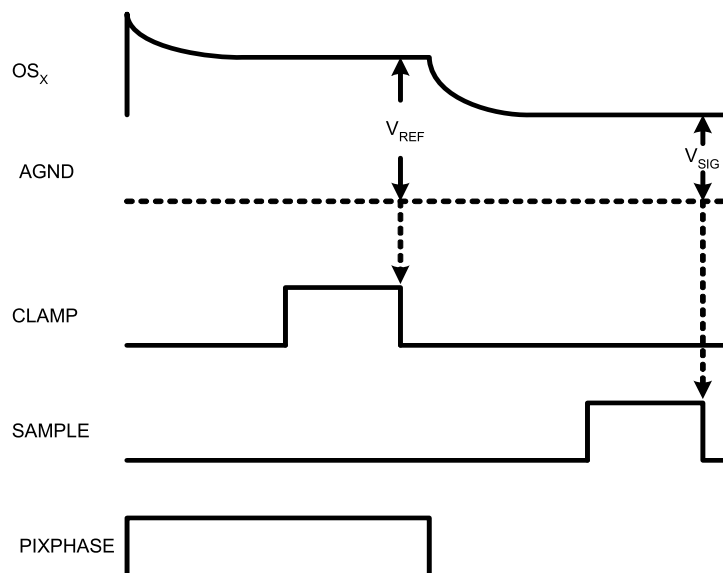 OSX
VREF
AGND
VSIG
CLAMP
SAMPLE
PIXPHASE